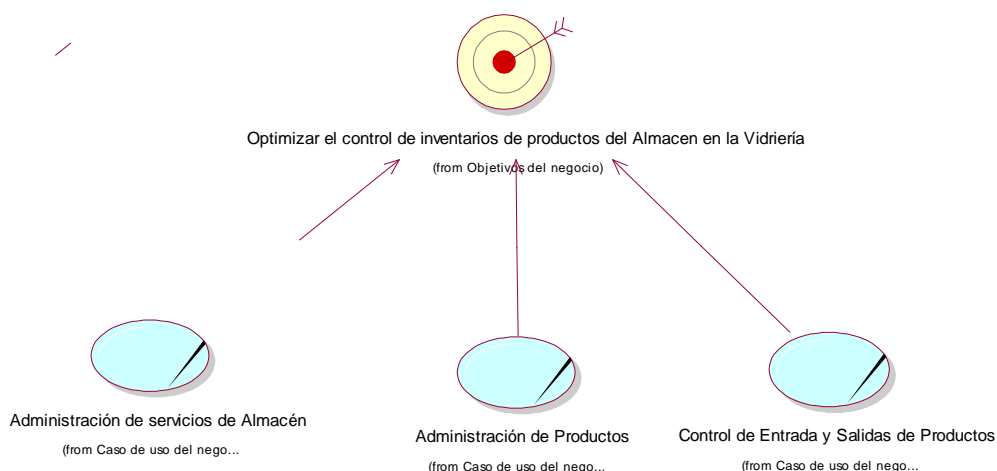 Optimizar el control de inventarios de productos del Almacen en la Vidriería
(from Objetivos del negocio)
Administración de servicios de Almacén
(from Caso de uso del nego...
Administración de Productos
(from Caso de uso del nego...
Control de Entrada y Salidas de Productos
(from Caso de uso del nego...